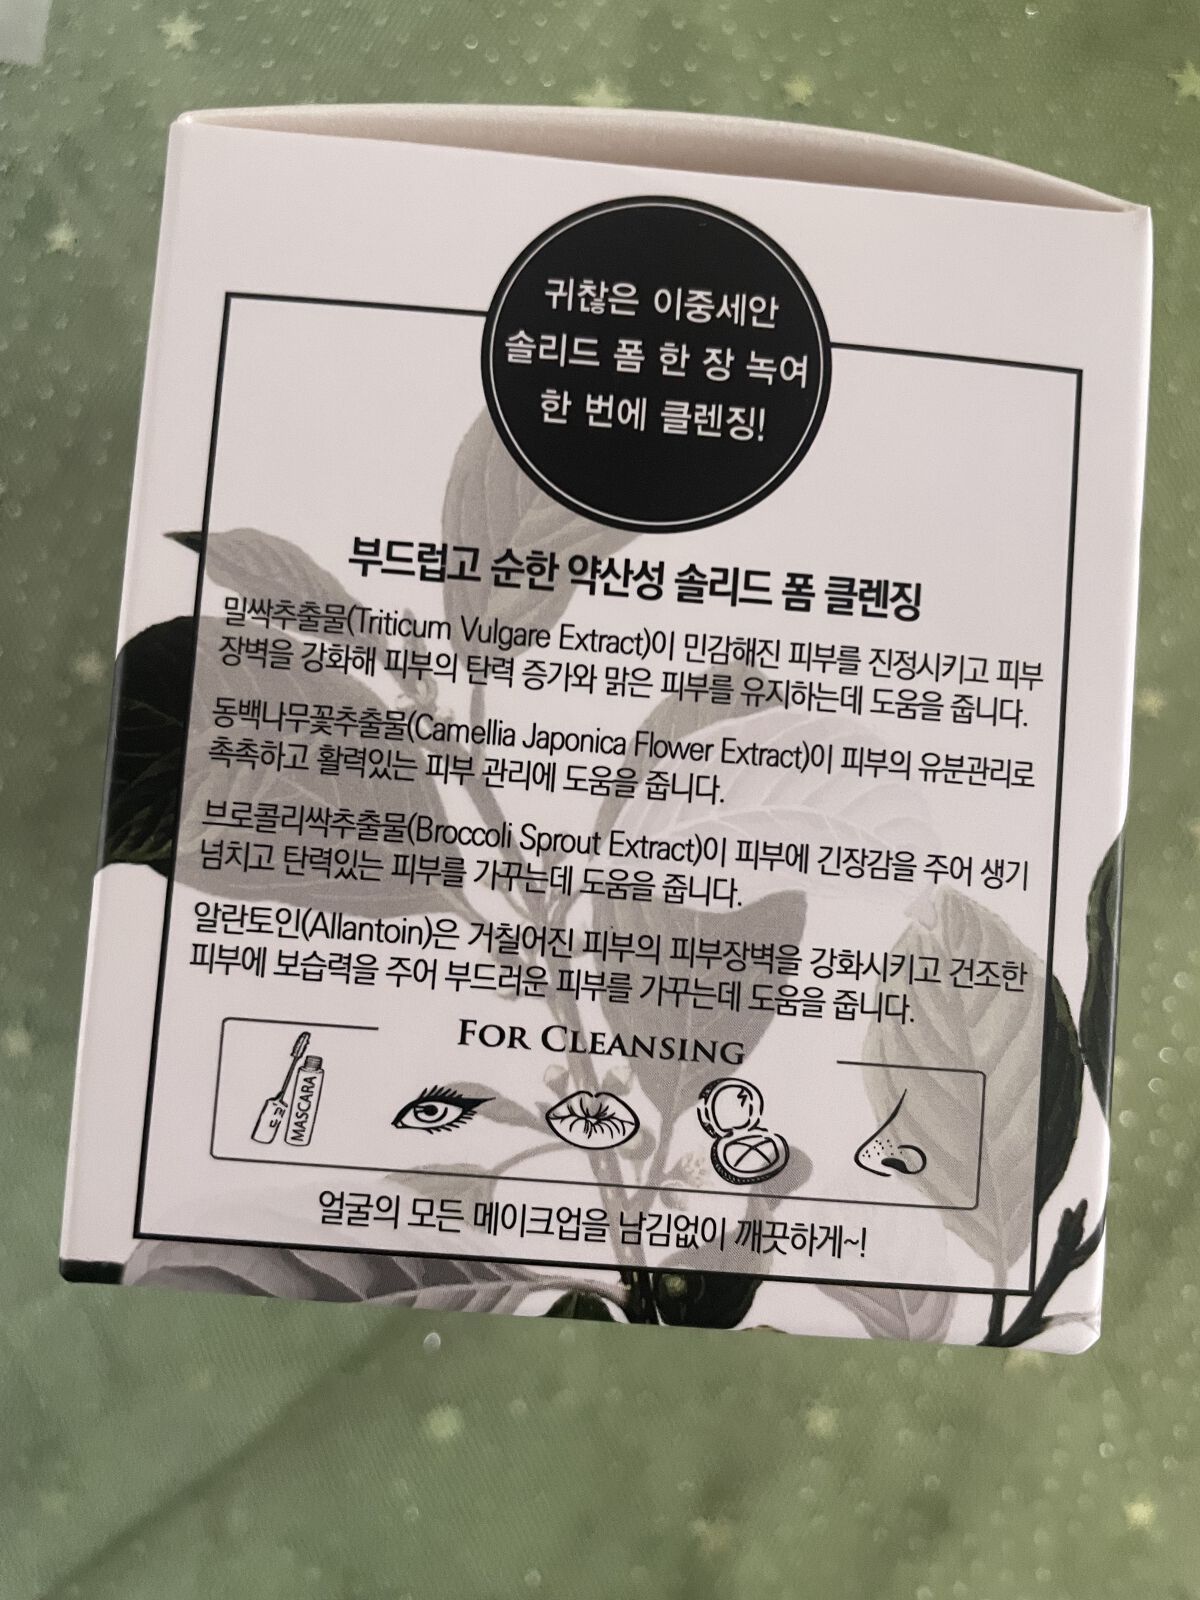 귀찮은 이중세안
솔리드 폼 한 장 녹여
한 번에 클렌징!
부드럽고 순한 약산성 솔리드 폼 클렌징
밀싹추출물(Triticum Vulgare Extract)이 민감해진 피부를 진정시키고 피부
장벽을 강화해 피부의 탄력 증가와 맑은 피부를 유지하는데 도움을 줍니다.
동백나무꽃추출물(Camellia Japonica Flower Extract)이 피부의 유분관리로
촉촉하고 활력있는 피부 관리에 도움을 줍니다.
브로콜리싹추출물(Broccoli Sprout Extract)이 피부에 긴장감을 주어 생기
넘치고 탄력있는 피부를 가꾸는데 도움을 줍니다.
알란토인(Allantoin)은 거칠어진 피부의 피부장벽을 강화시키고 건조한
피부에 보습력을 주어 부드러운 피부를 가꾸는데 도움을 줍니다.
FOR CLEANSING
MASCARA
얼굴의 모든 메이크업을 남김없이 깨끗하게~!